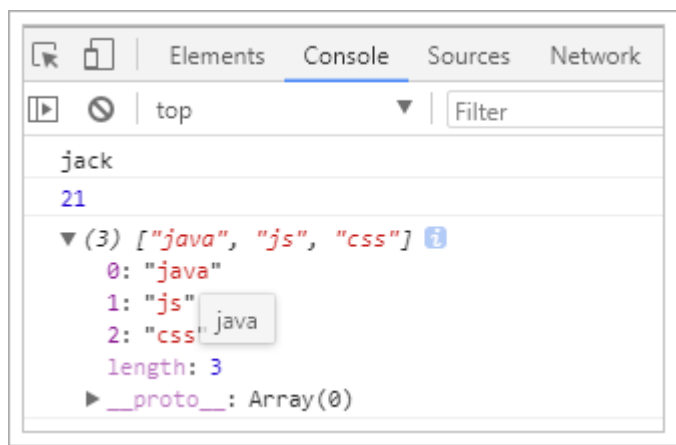 Elements Console Sources Network
top Filter
jack
21
(3) ["java", "js", "css"] i
0: "java"
1: "js"
2: "css"
java
length: 3
__proto__: Array(0)